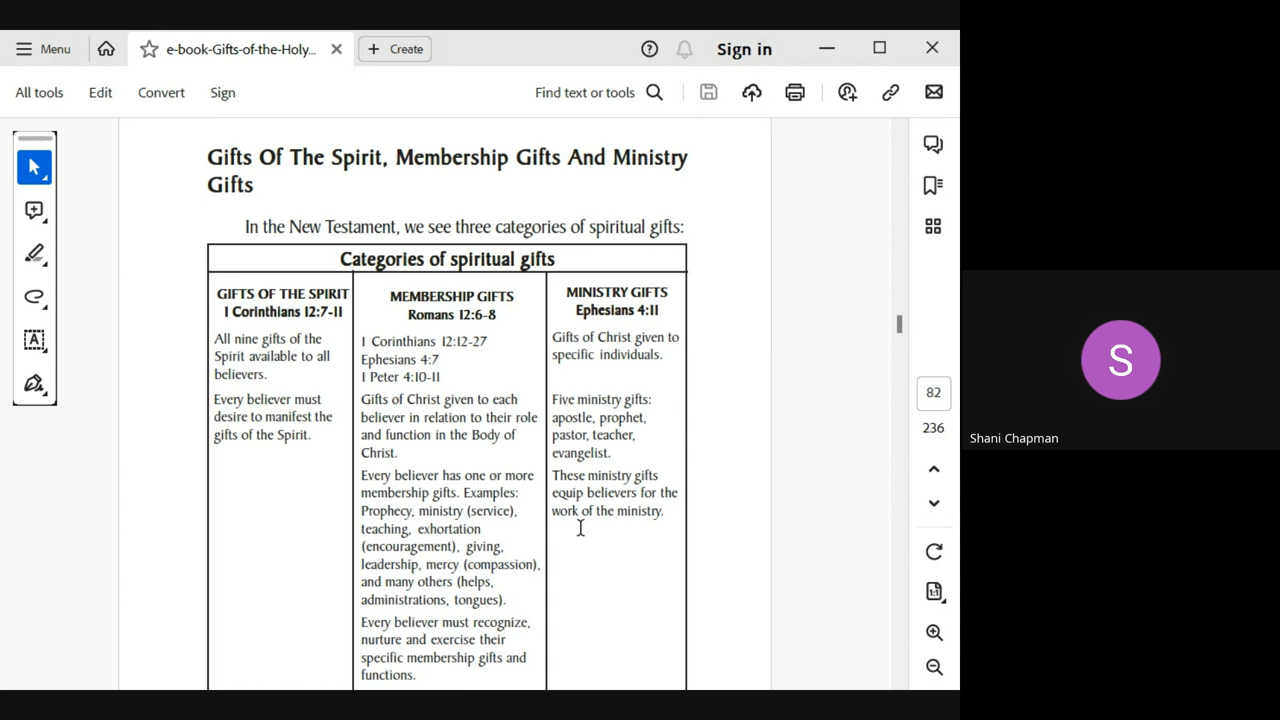 Menu
e-book-Gifts-of-the-Holy...
Create
Sign in
All tools
Edit
Convert
Sign
Find text or tools
Gifts Of The Spirit, Membership Gifts And Ministry
Gifts
In the New Testament, we see three categories of spiritual gifts:
Categories of spiritual gifts
GIFTS OF THE SPIRIT
I Corinthians 12:7-11
All nine gifts of the
Spirit available to all
believers.
Every believer must
desire to manifest the
gifts of the Spirit.
MEMBERSHIP GIFTS
Romans 12:6-8
I Corinthians 12:12-27
Ephesians 4:7
I Peter 4:10-11
Gifts of Christ given to each
believer in relation to their role
and function in the Body of
Christ.
Every believer has one or more
membership gifts. Examples:
Prophecy, ministry (service),
teaching, exhortation
(encouragement), giving,
leadership, mercy (compassion),
and many others (helps,
administrations, tongues).
Every believer must recognize,
nurture and exercise their
specific membership gifts and
functions.
MINISTRY GIFTS
Ephesians 4:11
Gifts of Christ given to
specific individuals.
Five ministry gifts:
apostle, prophet,
pastor, teacher,
evangelist.
These ministry gifts
equip believers for the
work of the ministry.
82
236
1:1
S
Shani Chapman